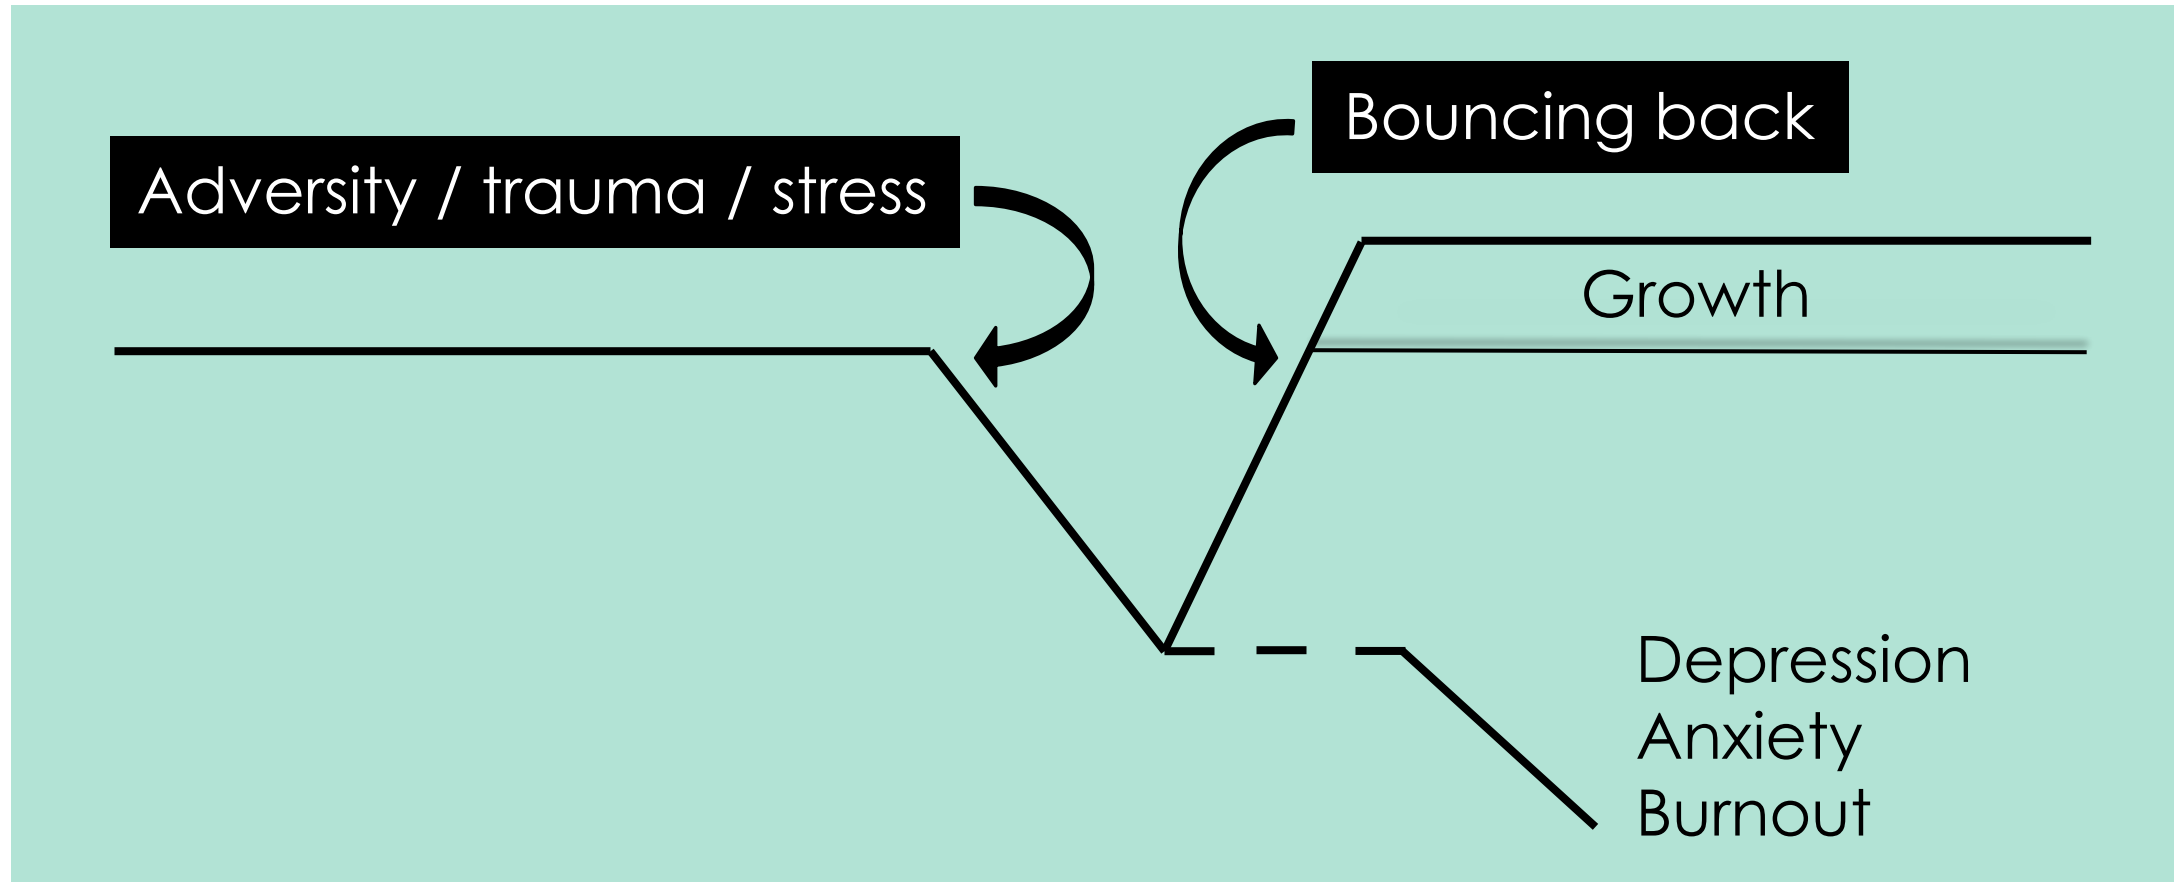 Adversity / trauma / stress
Bouncing back
Growth
Depression
Anxiety
Burnout